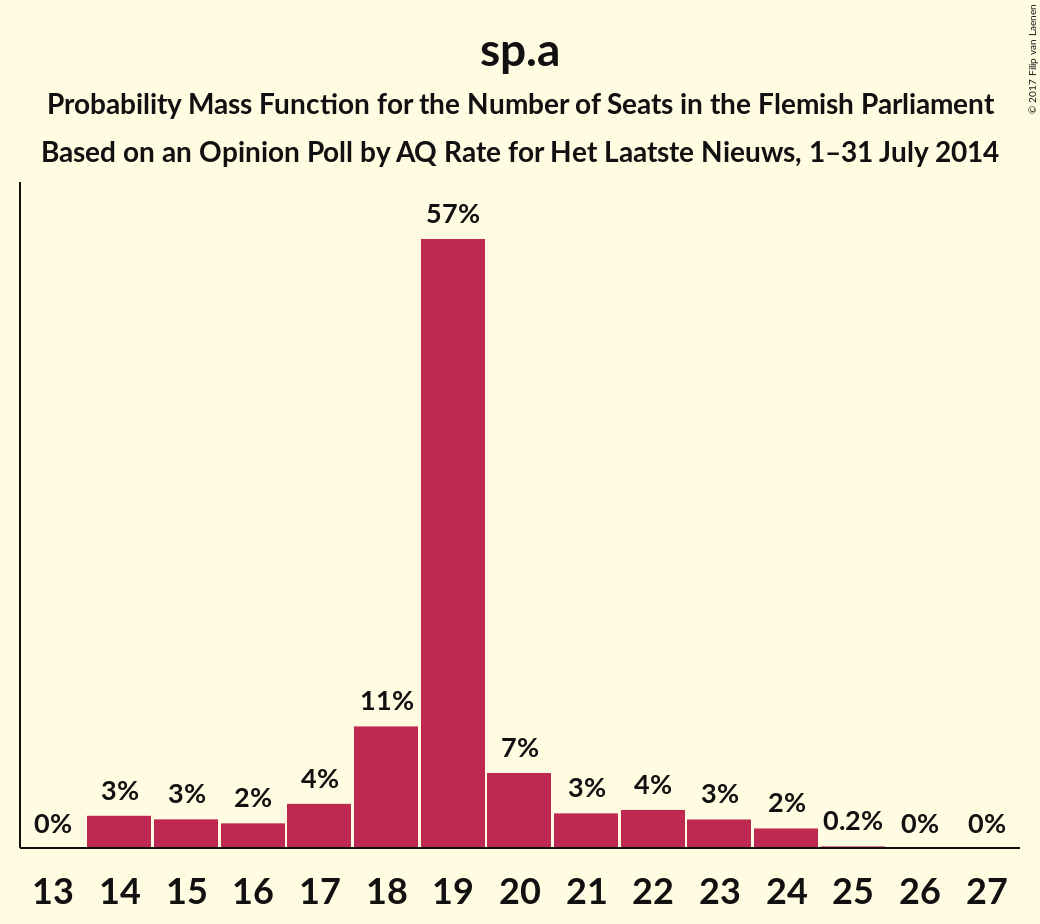 sp.a
Probability Mass Function for the Number of Seats in the Flemish Parliament
Based on an Opinion Poll by AQ Rate for Het Laatste Nieuws, 1–31 July 2014
© 2017 Filip van Laenen
0% 3% 3% 2% 4% 11% 57% 7% 3% 4% 3% 2% 0.2% 0% 0%
13 14 15 16 17 18 19 20 21 22 23 24 25 26 27